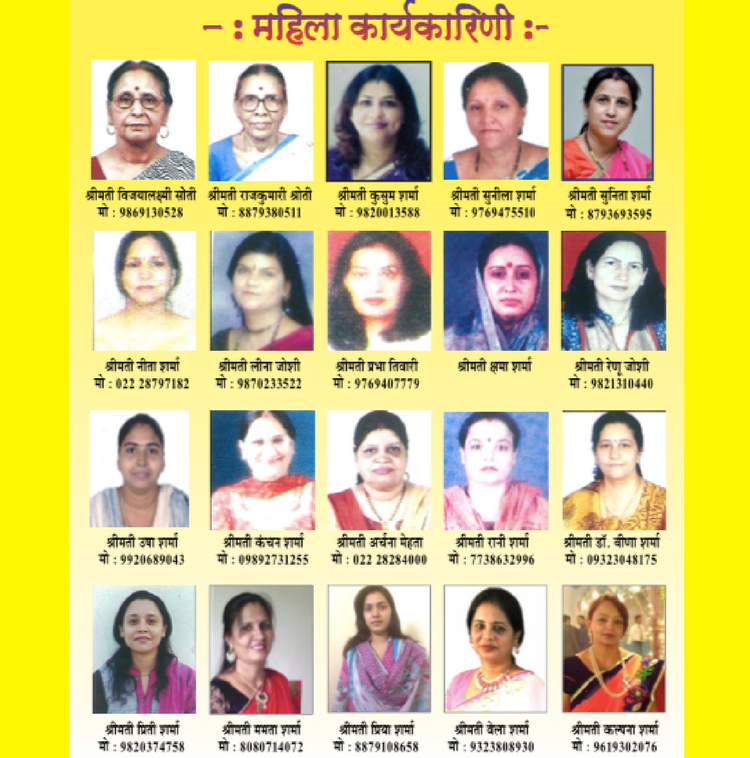 - : महिला कार्यकारिणी :-
श्रीमती विजयालक्ष्मी सोती श्रीमती राजकुमारी श्रोती श्रीमती कुसुम शर्मा श्रीमती सुनीला शर्मा श्रीमती सुनिता शर्मा
मो : 9869130528 मो : 8879380511 मो : 9820013588 मो : 9769475510 मो : 8793693595
श्रीमती नीता शर्मा श्रीमती लीना जोशी श्रीमती प्रभा तिवारी श्रीमती क्षमा शर्मा श्रीमती रेणू जोशी
मो : 022 28797182 मो : 9870233522 मो : 9769407779 मो : 9821310440
श्रीमती उषा शर्मा श्रीमती कंचन शर्मा श्रीमती अर्चना मेहता श्रीमती रानी शर्मा श्रीमती डॉ. वीणा शर्मा
मो : 9920689043 मो : 09892731255 मो : 022 28284000 मो : 7738632996 मो : 09323048175
श्रीमती प्रिती शर्मा श्रीमती ममता शर्मा श्रीमती प्रिया शर्मा श्रीमती वेला शर्मा श्रीमती कल्पना शर्मा
मो : 9820374758 मो : 8080714072 मो : 8879108658 मो : 9323808930 मो : 9619302076